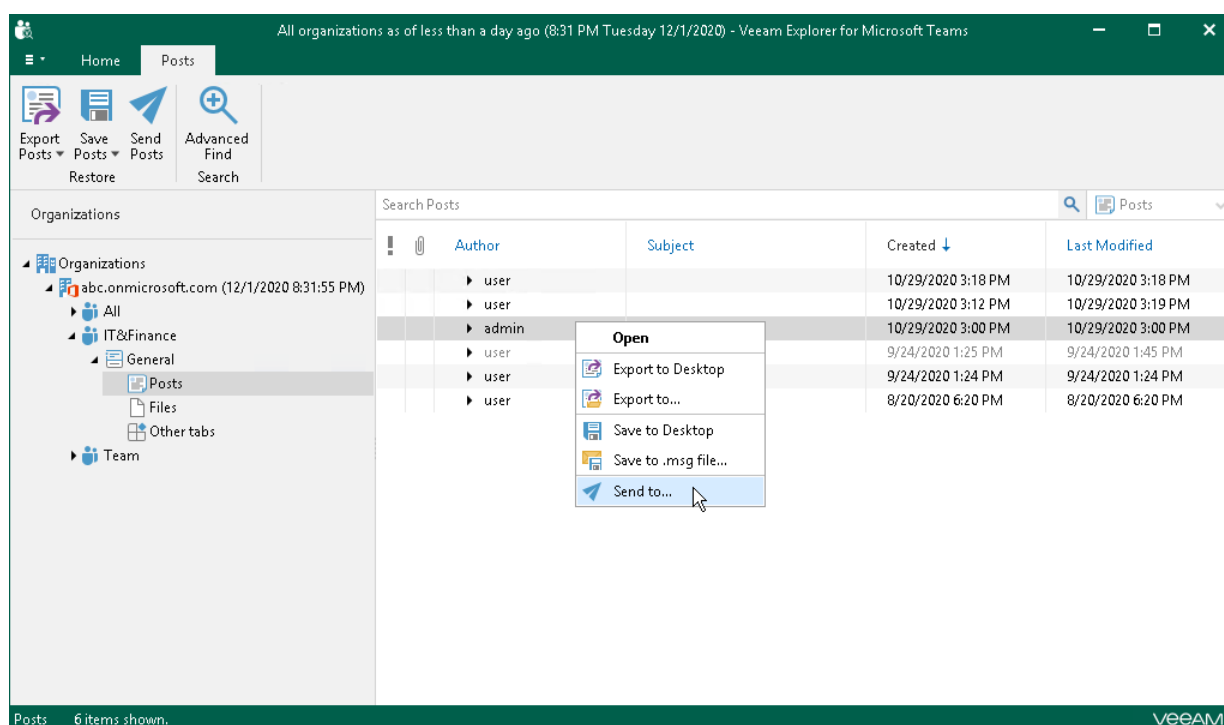 All organizations as of less than a day ago (8:31 PM Tuesday 12/1/2020) - Veeam Explorer for Microsoft Teams
Home Posts
Export Posts
Save Posts
Send Posts
Advanced Find
Restore Search
Organizations
Search Posts
Posts
Author Subject Created Last Modified
Organizations
abc.onmicrosoft.com (12/1/2020 8:31:55 PM)
All
IT&Finance
General
Posts
Files
Other tabs
Team
user 10/29/2020 3:18 PM 10/29/2020 3:18 PM
user 10/29/2020 3:12 PM 10/29/2020 3:19 PM
admin 10/29/2020 3:00 PM 10/29/2020 3:00 PM
user 9/24/2020 1:25 PM 9/24/2020 1:45 PM
user 9/24/2020 1:24 PM 9/24/2020 1:24 PM
user 8/20/2020 6:20 PM 8/20/2020 6:20 PM
Open
Export to Desktop
Export to...
Save to Desktop
Save to .msg file...
Send to...
Posts 6 items shown.
veeam